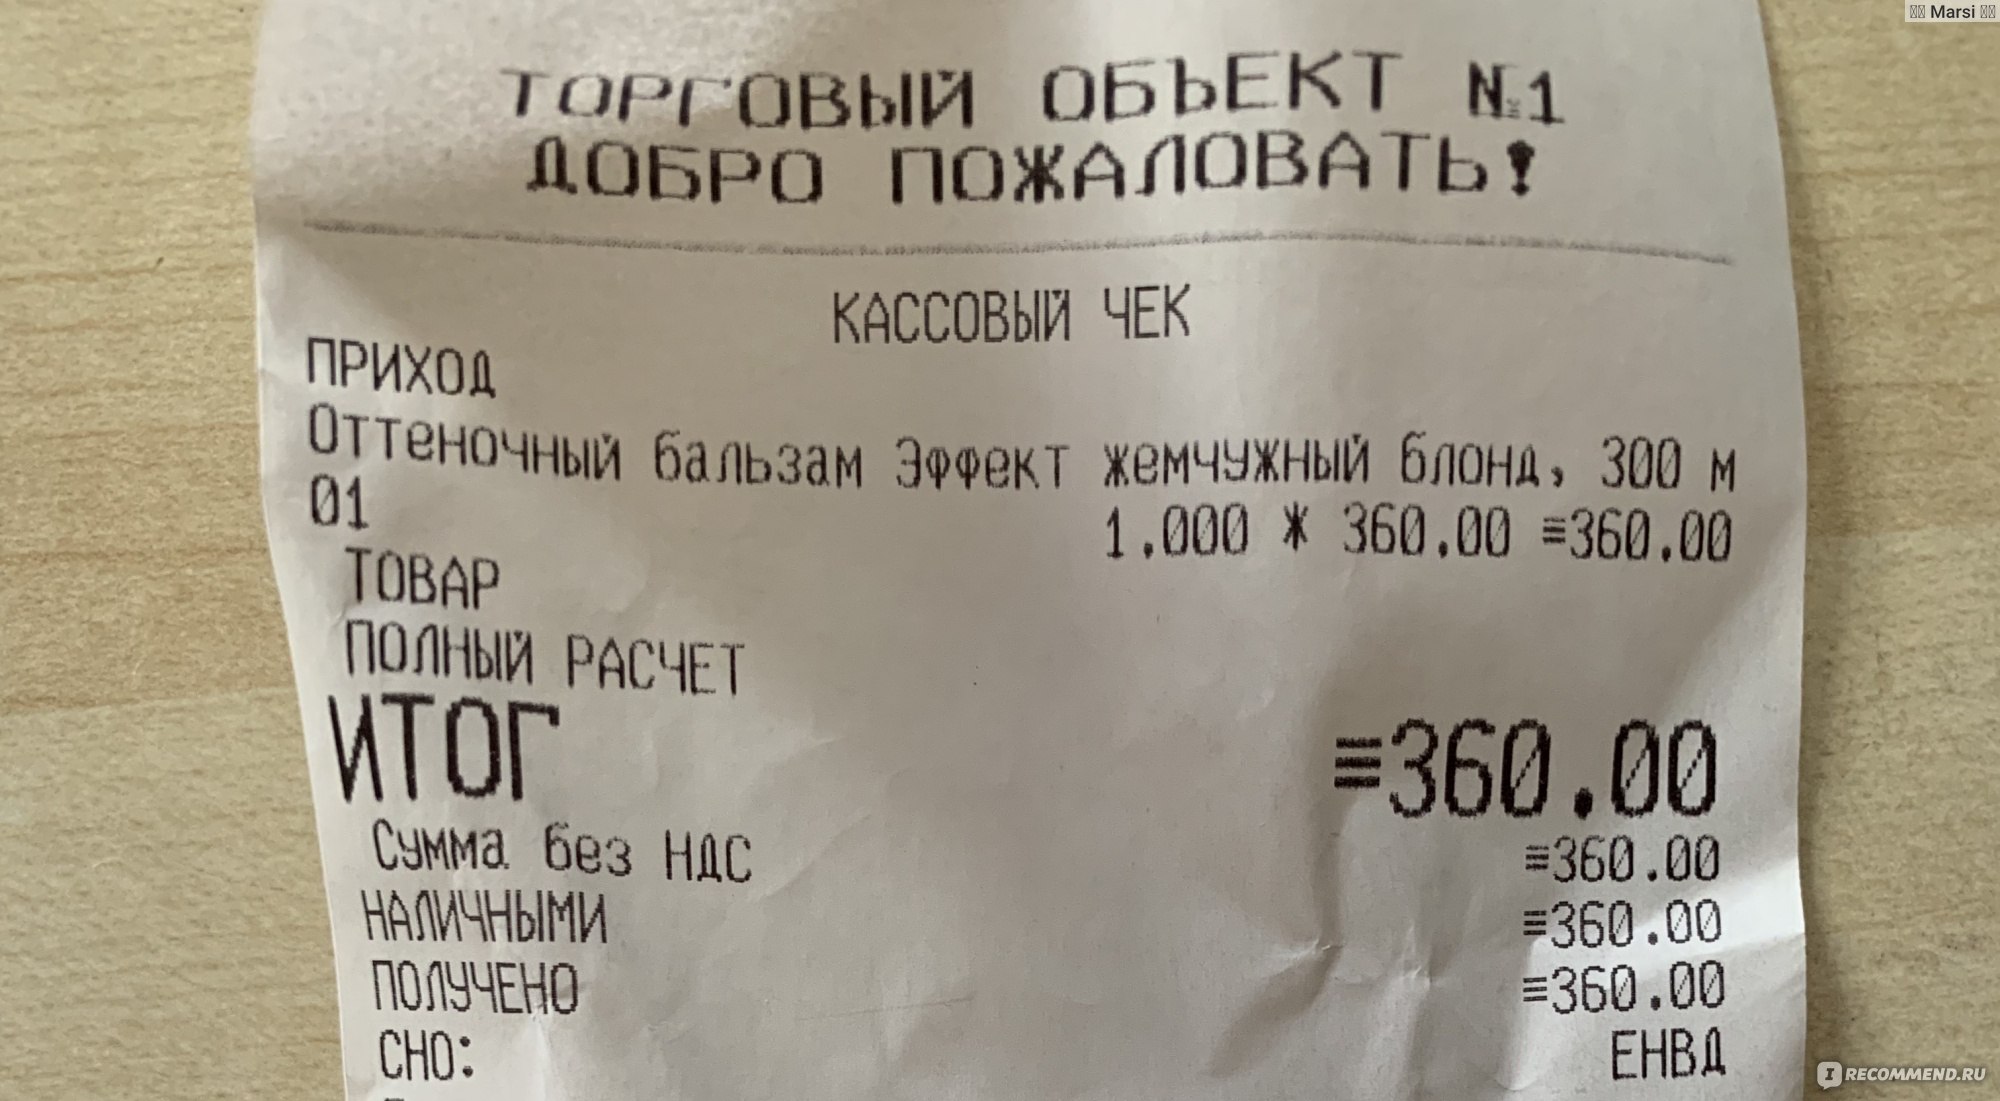 Marsi
ТОРГОВЫЙ ОБЪЕКТ №1
ДОБРО ПОЖАЛОВАТЬ!
КАССОВЫЙ ЧЕК
ПРИХОД
Оттеночный бальзам Эффект жемчужный блонд, 300 м
01 1.000 * 360.00 ≡360.00
ТОВАР
ПОЛНЫЙ РАСЧЕТ
ИТОГ ≡360.00
Сумма без НДС ≡360.00
НАЛИЧНЫМИ ≡360.00
ПОЛУЧЕНО ≡360.00
СНО: ЕНВД
IRECOMMEND.RU